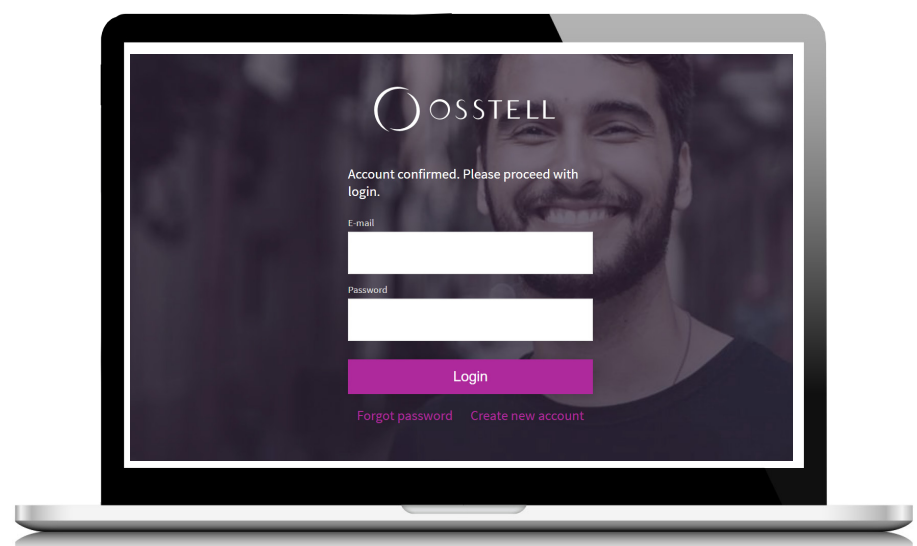 OSSTELL
Account confirmed. Please proceed with
login.
E-mail
Password
Login
Forgot password Create new account